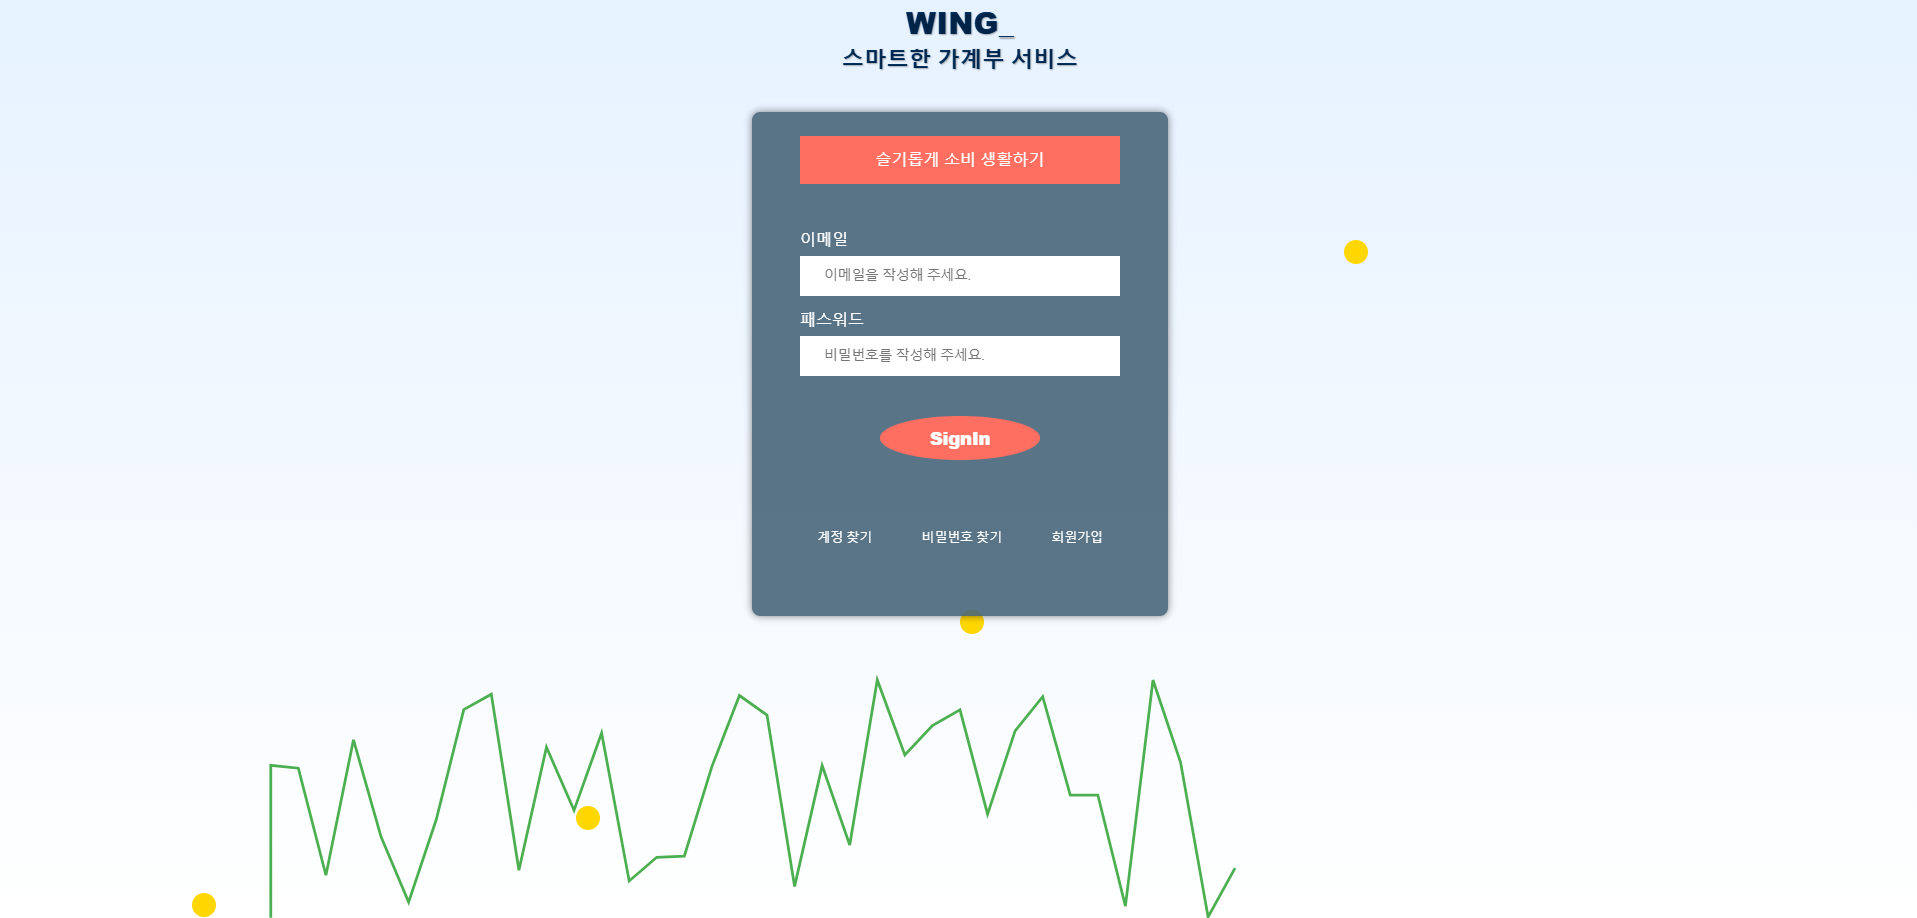 WING_
스마트한 가계부 서비스
슬기롭게 소비 생활하기
이메일
이메일을 작성해 주세요.
패스워드
비밀번호를 작성해 주세요.
SignIn
계정 찾기 비밀번호 찾기 회원가입